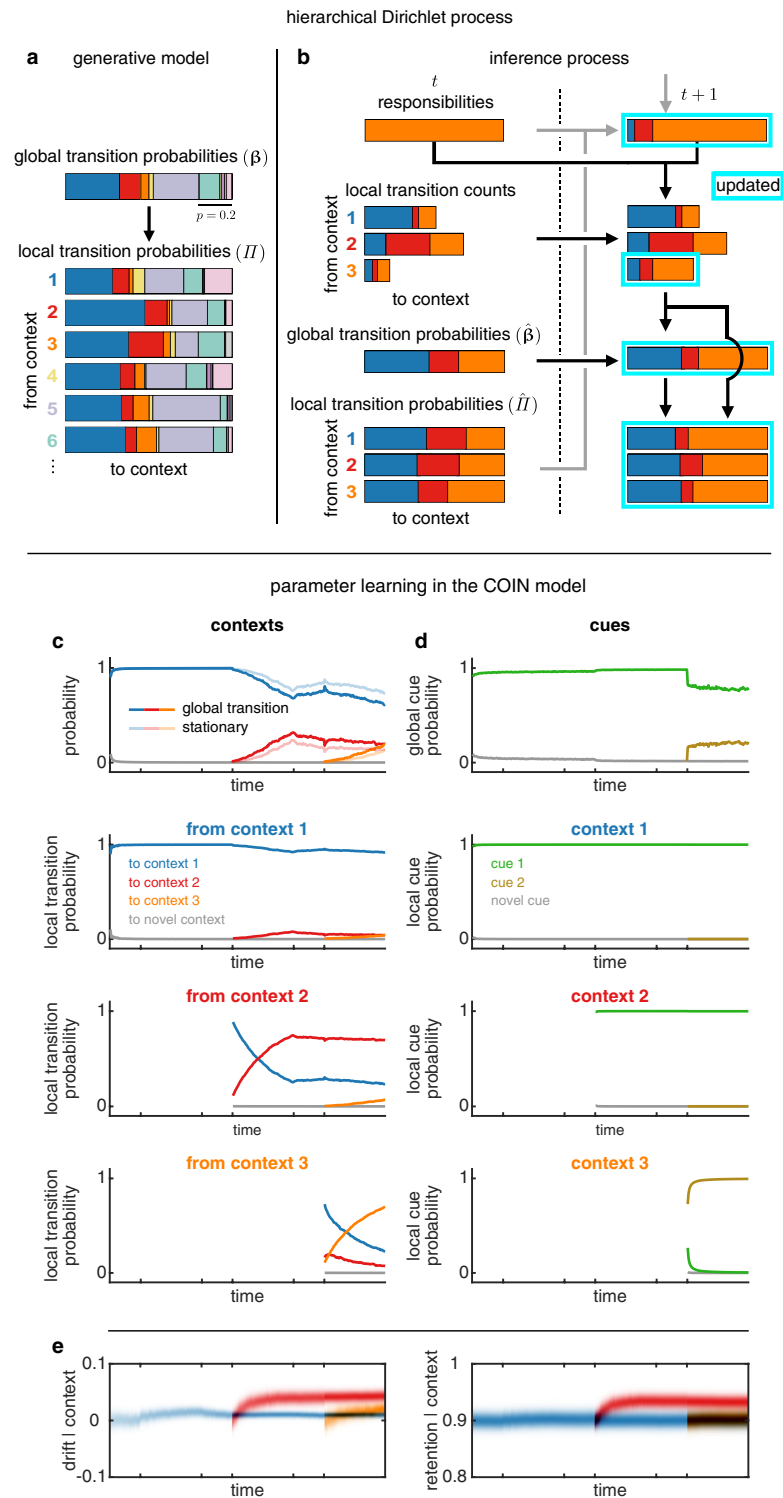 hierarchical Dirichlet process
a
generative model
global transition probabilities (β)
p = 0.2
local transition probabilities (Π)
from context
1
2
3
4
5
6
...
to context
b
inference process
t
responsibilities
t + 1
updated
local transition counts
from context
1
2
3
to context
global transition probabilities (β̂)
local transition probabilities (Π̂)
from context
1
2
3
to context
parameter learning in the COIN model
c
contexts
probability
1
0
global transition
stationary
time
from context 1
local transition
probability
1
0
to context 1
to context 2
to context 3
to novel context
time
from context 2
local transition
probability
1
0
time
from context 3
local transition
probability
1
0
time
d
cues
global cue
probability
1
0
time
context 1
local cue
probability
1
0
cue 1
cue 2
novel cue
time
context 2
local cue
probability
1
0
time
context 3
local cue
probability
1
0
time
e
drift | context
0.1
0
-0.1
time
retention | context
1
0.9
0.8
time